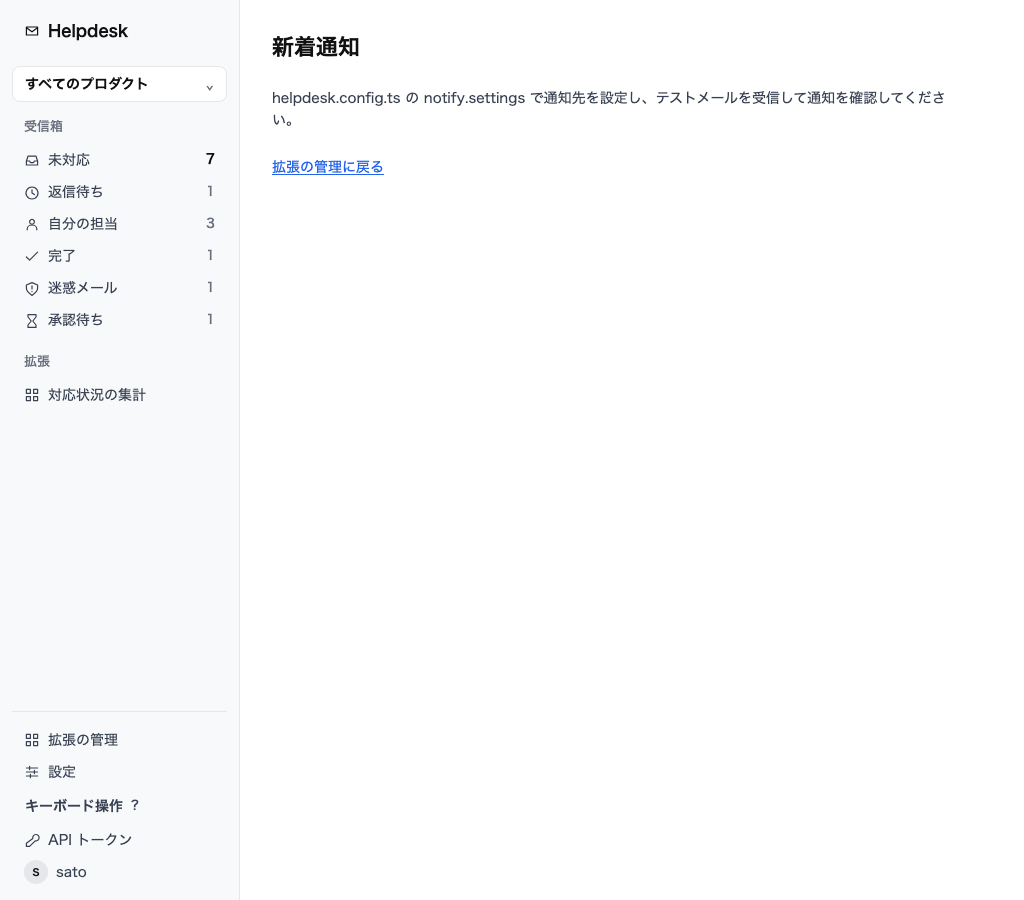 Helpdesk
すべてのプロダクト
受信箱
未対応 7
返信待ち 1
自分の担当 3
完了 1
迷惑メール 1
承認待ち 1
拡張
対応状況の集計
拡張の管理
設定
キーボード操作 ?
API トークン
S sato
新着通知
helpdesk.config.ts の notify.settings で通知先を設定し、テストメールを受信して通知を確認してくださ
い。
拡張の管理に戻る